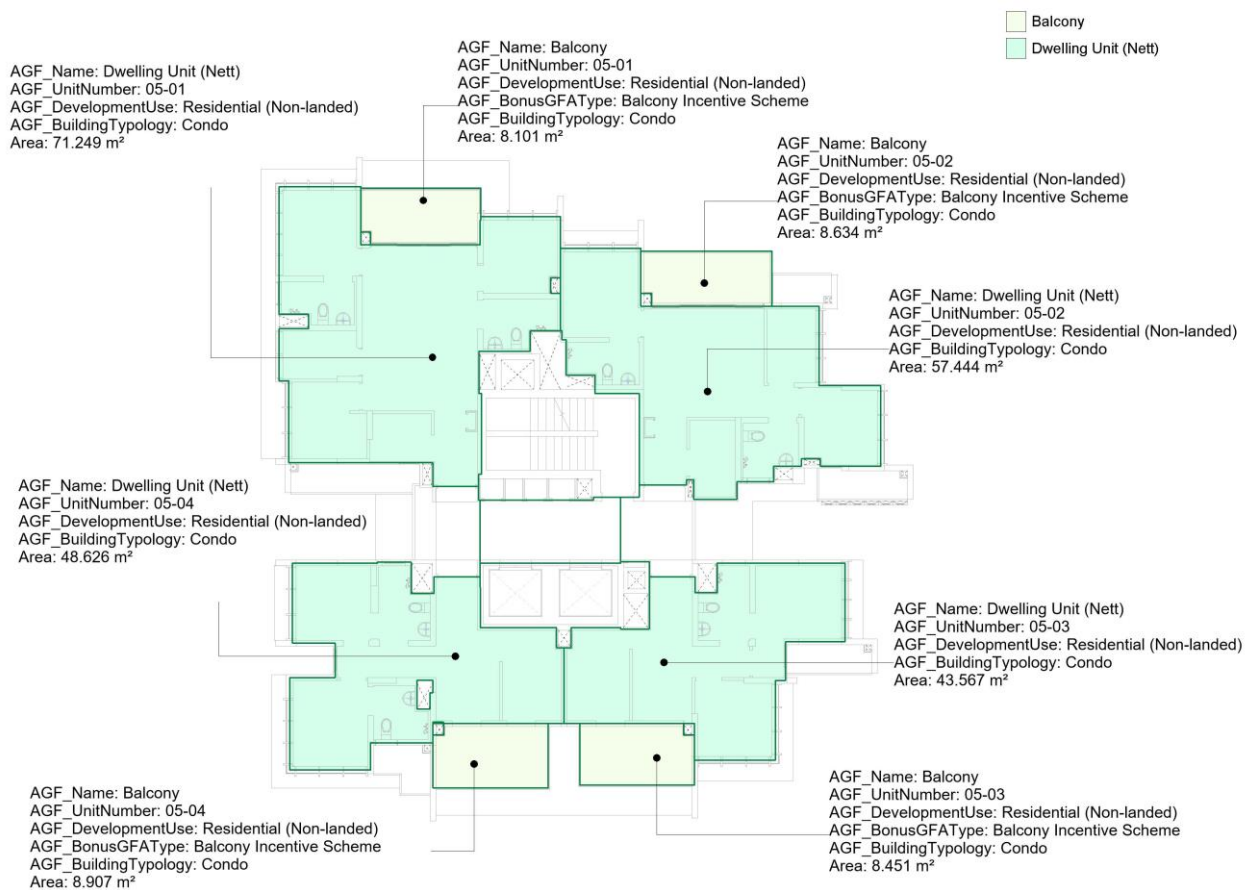 Balcony
Dwelling Unit (Nett)
AGF_Name: Dwelling Unit (Nett)
AGF_UnitNumber: 05-01
AGF_DevelopmentUse: Residential (Non-landed)
AGF_BuildingTypology: Condo
Area: 71.249 m²
AGF_Name: Balcony
AGF_UnitNumber: 05-01
AGF_DevelopmentUse: Residential (Non-landed)
AGF_BonusGFAType: Balcony Incentive Scheme
AGF_BuildingTypology: Condo
Area: 8.101 m²
AGF_Name: Balcony
AGF_UnitNumber: 05-02
AGF_DevelopmentUse: Residential (Non-landed)
AGF_BonusGFAType: Balcony Incentive Scheme
AGF_BuildingTypology: Condo
Area: 8.634 m²
AGF_Name: Dwelling Unit (Nett)
AGF_UnitNumber: 05-02
AGF_DevelopmentUse: Residential (Non-landed)
AGF_BuildingTypology: Condo
Area: 57.444 m²
AGF_Name: Dwelling Unit (Nett)
AGF_UnitNumber: 05-04
AGF_DevelopmentUse: Residential (Non-landed)
AGF_BuildingTypology: Condo
Area: 48.626 m²
AGF_Name: Dwelling Unit (Nett)
AGF_UnitNumber: 05-03
AGF_DevelopmentUse: Residential (Non-landed)
AGF_BuildingTypology: Condo
Area: 43.567 m²
AGF_Name: Balcony
AGF_UnitNumber: 05-04
AGF_DevelopmentUse: Residential (Non-landed)
AGF_BonusGFAType: Balcony Incentive Scheme
AGF_BuildingTypology: Condo
Area: 8.907 m²
AGF_Name: Balcony
AGF_UnitNumber: 05-03
AGF_DevelopmentUse: Residential (Non-landed)
AGF_BonusGFAType: Balcony Incentive Scheme
AGF_BuildingTypology: Condo
Area: 8.451 m²